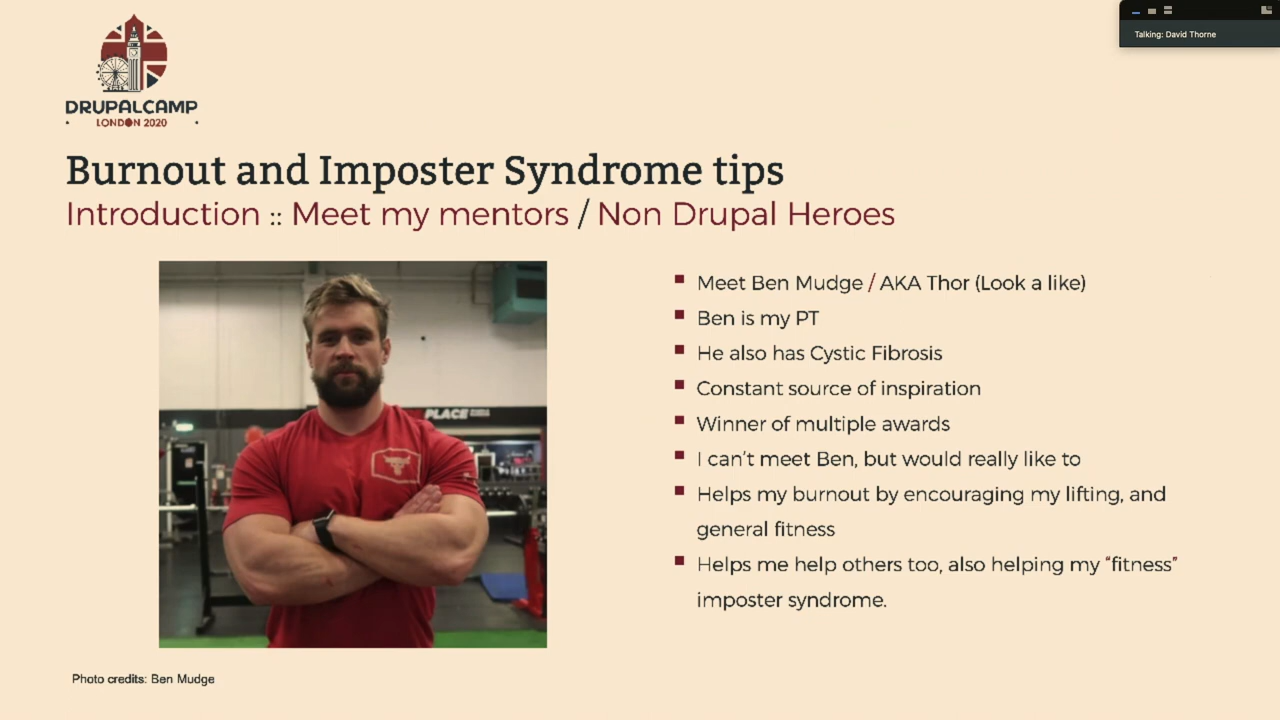 Talking: David Thorne
DRUPALCAMP
LONDON 2020
Burnout and Imposter Syndrome tips
Introduction :: Meet my mentors / Non Drupal Heroes
Meet Ben Mudge / AKA Thor (Look a like)
Ben is my PT
He also has Cystic Fibrosis
Constant source of inspiration
Winner of multiple awards
I can't meet Ben, but would really like to
Helps my burnout by encouraging my lifting, and
general fitness
Helps me help others too, also helping my “fitness”
imposter syndrome.
PLACE
Photo credits: Ben Mudge